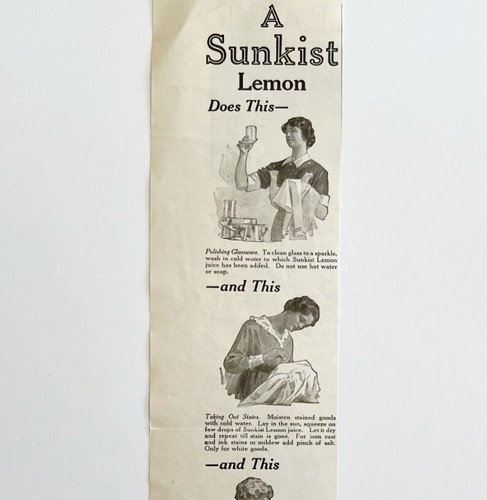 A
Sunkist
Lemon
Does This—
Polishing Glassware. To clean glass to a sparkle,
wash in cold water to which Sunkist Lemon
juice has been added. Do not use hot water
or soap.
—and This
Taking Out Stains. Moisten stained goods
with cold water. Lay in the sun, squeeze on
few drops of Sunkist Lemon juice. Let it dry
and repeat till stain is gone. For iron rust
and ink stains or mildew add pinch of salt.
Only for white goods.
—and This